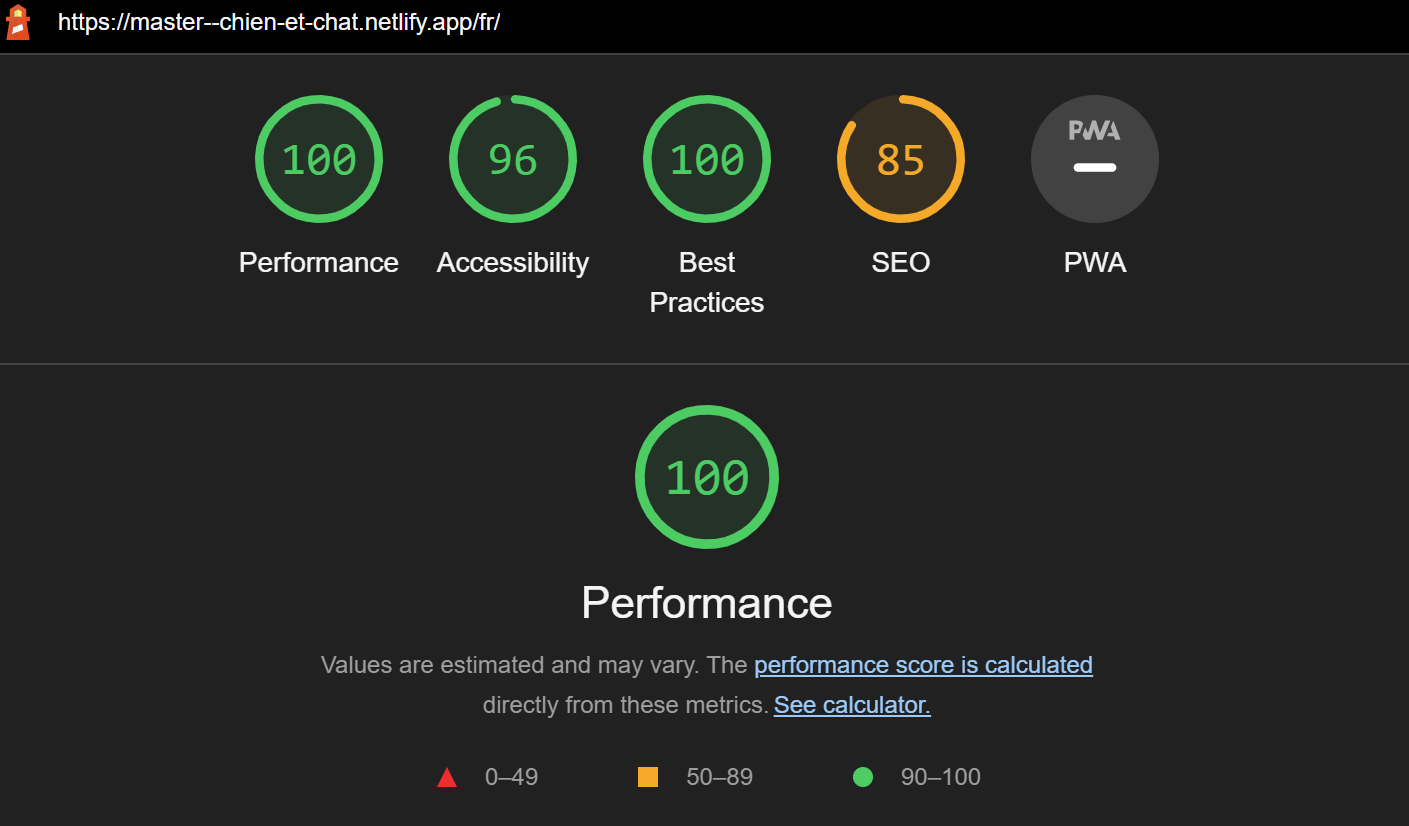 https://master--chien-et-chat.netlify.app/fr/
100 96 100 85 PWA
Performance Accessibility Best Practices SEO PWA
100
Performance
Values are estimated and may vary. The performance score is calculated
directly from these metrics. See calculator.
0–49 50–89 90–100